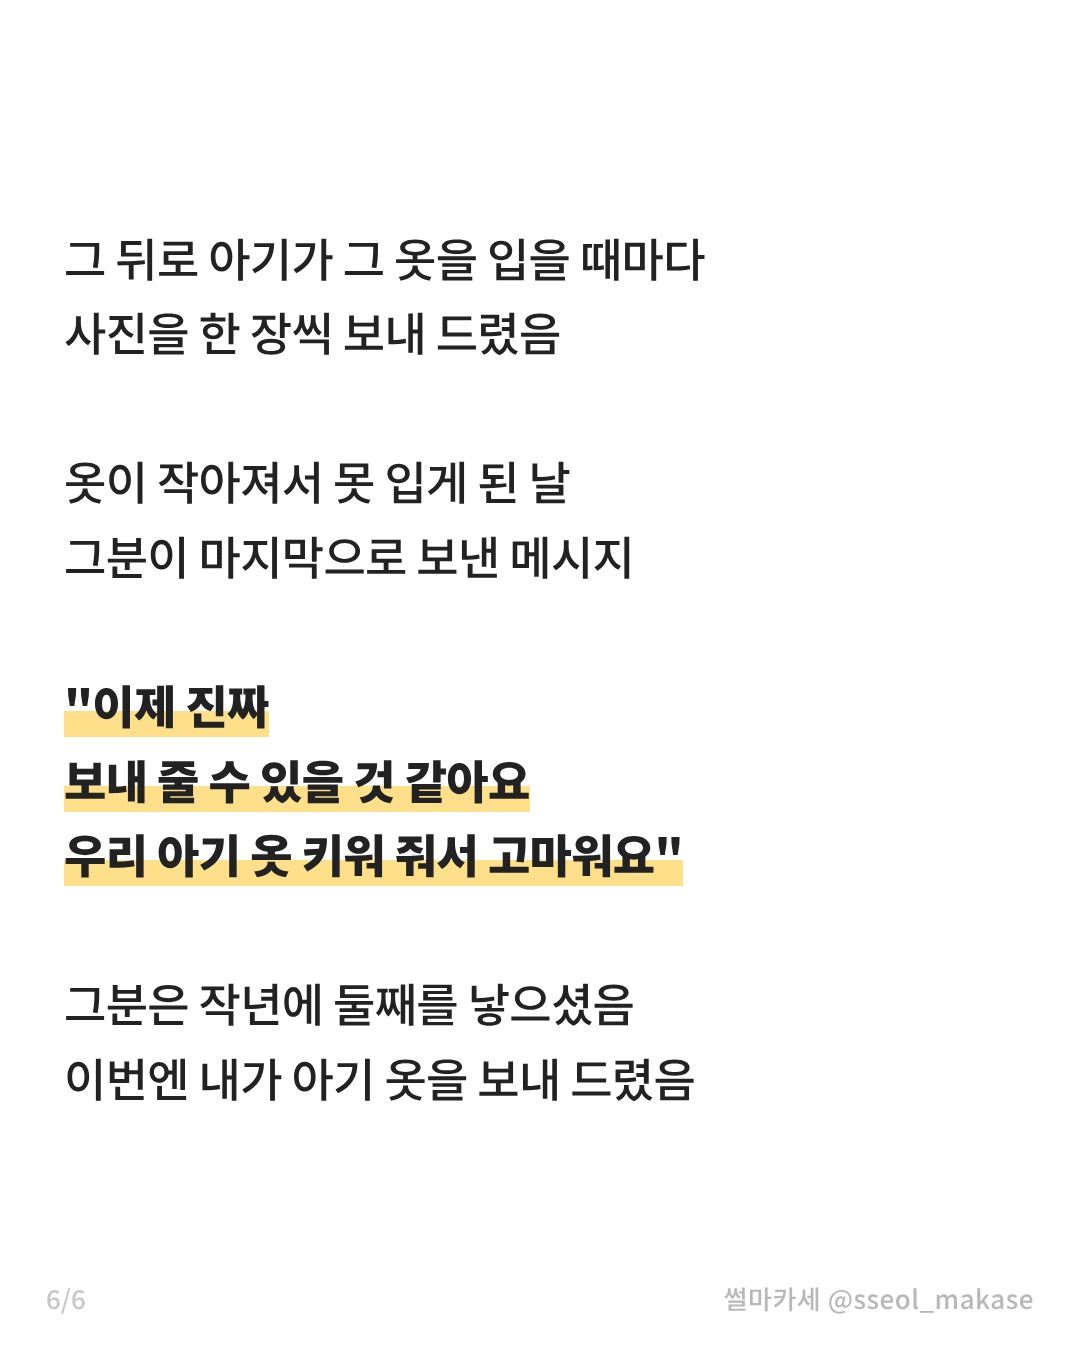 그 뒤로 아기가 그 옷을 입을 때마다
사진을 한 장씩 보내 드렸음
옷이 작아져서 못 입게 된 날
그분이 마지막으로 보낸 메시지
"이제 진짜
보내 줄 수 있을 것 같아요
우리 아기 옷 키워 줘서 고마워요"
그분은 작년에 둘째를 낳으셨음
이번엔 내가 아기 옷을 보내 드렸음
6/6
썰마카세 @sseol_makase